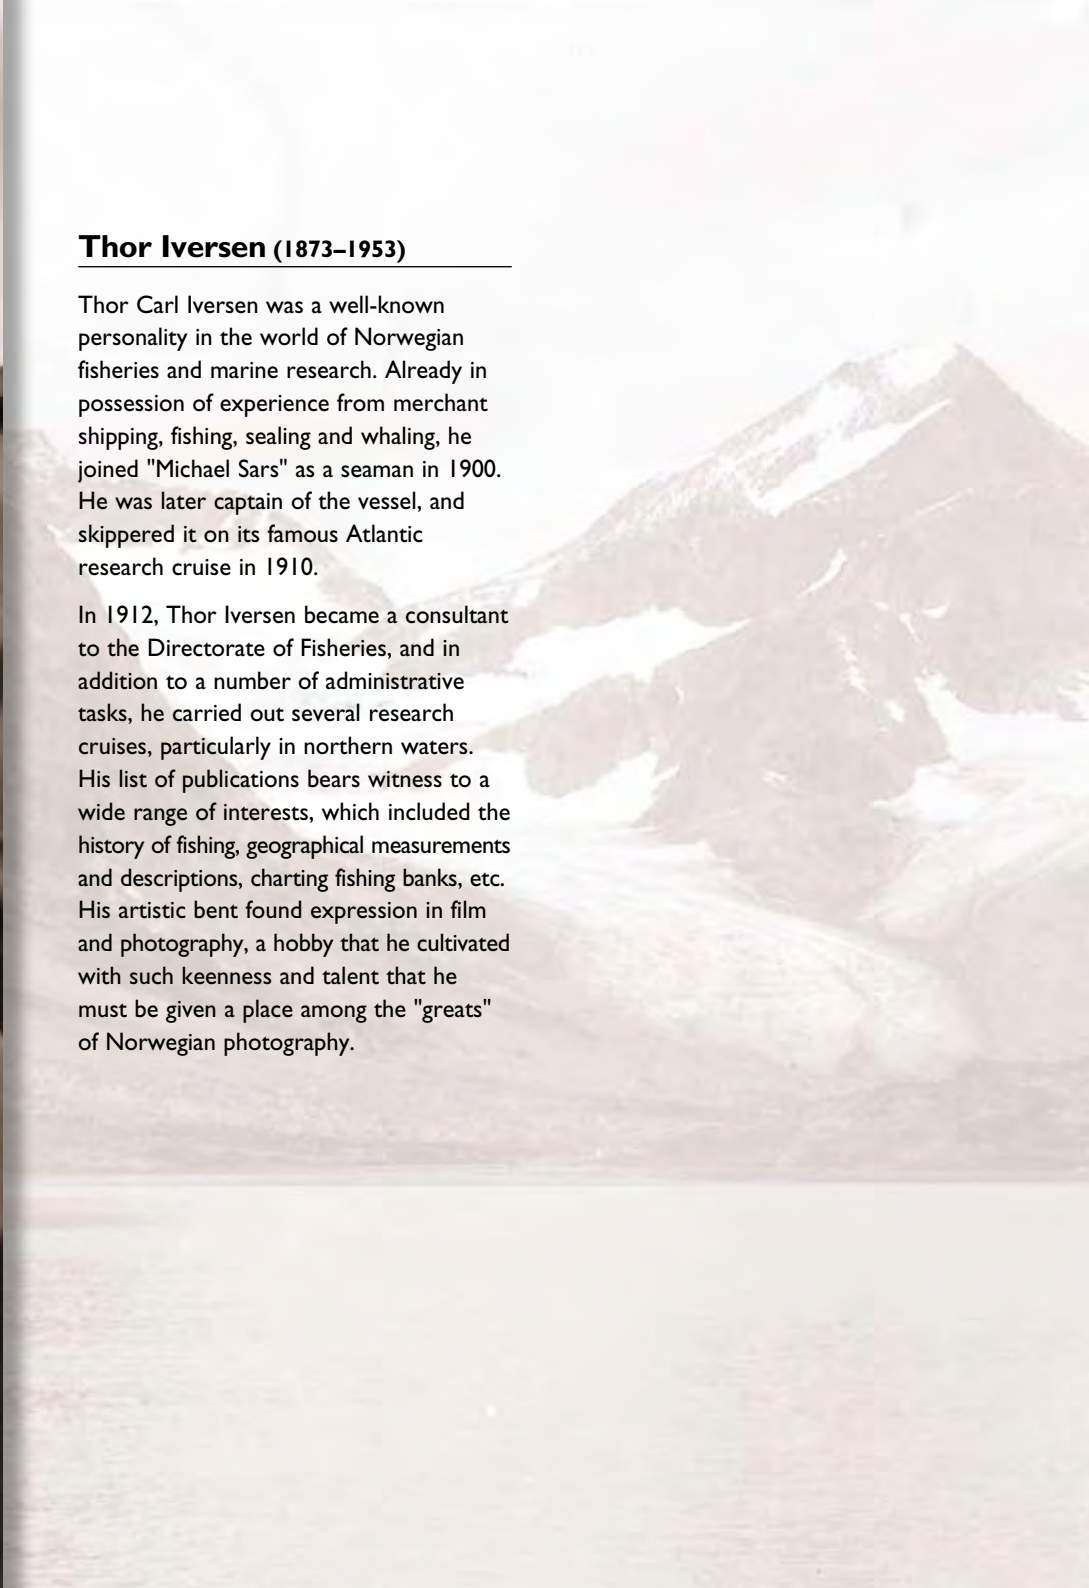 Thor Iversen (1873–1953)
Thor Carl Iversen was a well-known
personality in the world of Norwegian
fisheries and marine research. Already in
possession of experience from merchant
shipping, fishing, sealing and whaling, he
joined "Michael Sars" as a seaman in 1900.
He was later captain of the vessel, and
skippered it on its famous Atlantic
research cruise in 1910.
In 1912, Thor Iversen became a consultant
to the Directorate of Fisheries, and in
addition to a number of administrative
tasks, he carried out several research
cruises, particularly in northern waters.
His list of publications bears witness to a
wide range of interests, which included the
history of fishing, geographical measurements
and descriptions, charting fishing banks, etc.
His artistic bent found expression in film
and photography, a hobby that he cultivated
with such keenness and talent that he
must be given a place among the "greats"
of Norwegian photography.